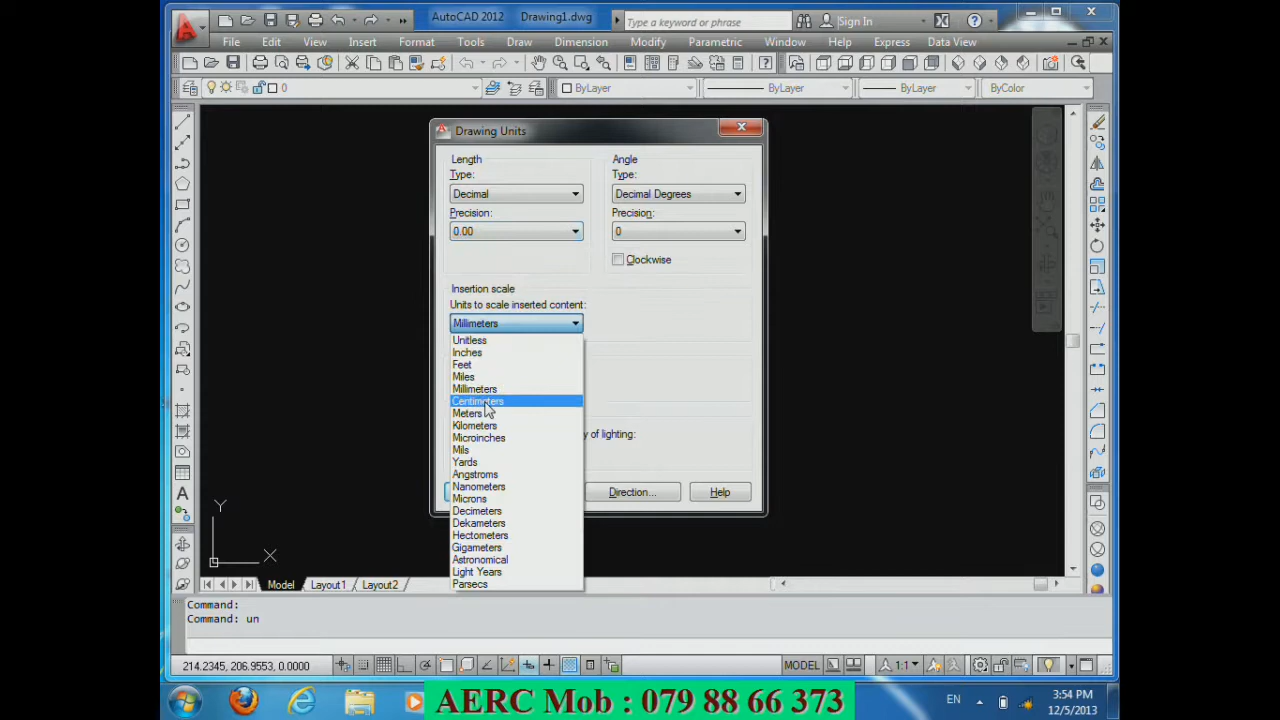 AutoCAD 2012 Drawing1.dwg Type a keyword or phrase Sign In
File Edit View Insert Format Tools Draw Dimension Modify Parametric Window Help Express Data View
0 ByLayer ByLayer ByLayer ByColor
Drawing Units
Length
Type:
Decimal
Precision:
0.00
Angle
Type:
Decimal Degrees
Precision:
0
Clockwise
Insertion scale
Units to scale inserted content:
Millimeters
Unitless
Inches
Feet
Miles
Millimeters
Centimeters
Meters
Kilometers
Microinches
Mils
Yards
Angstroms
Nanometers
Microns
Decimeters
Dekameters
Hectometers
Gigameters
Astronomical
Light Years
Parsecs
of lighting:
Direction... Help
Y
X
Model Layout1 Layout2
Command:
Command: un
214.2345, 206.9553, 0.0000 MODEL 1:1
AERC Mob : 079 88 66 373
EN
3:54 PM
12/5/2013